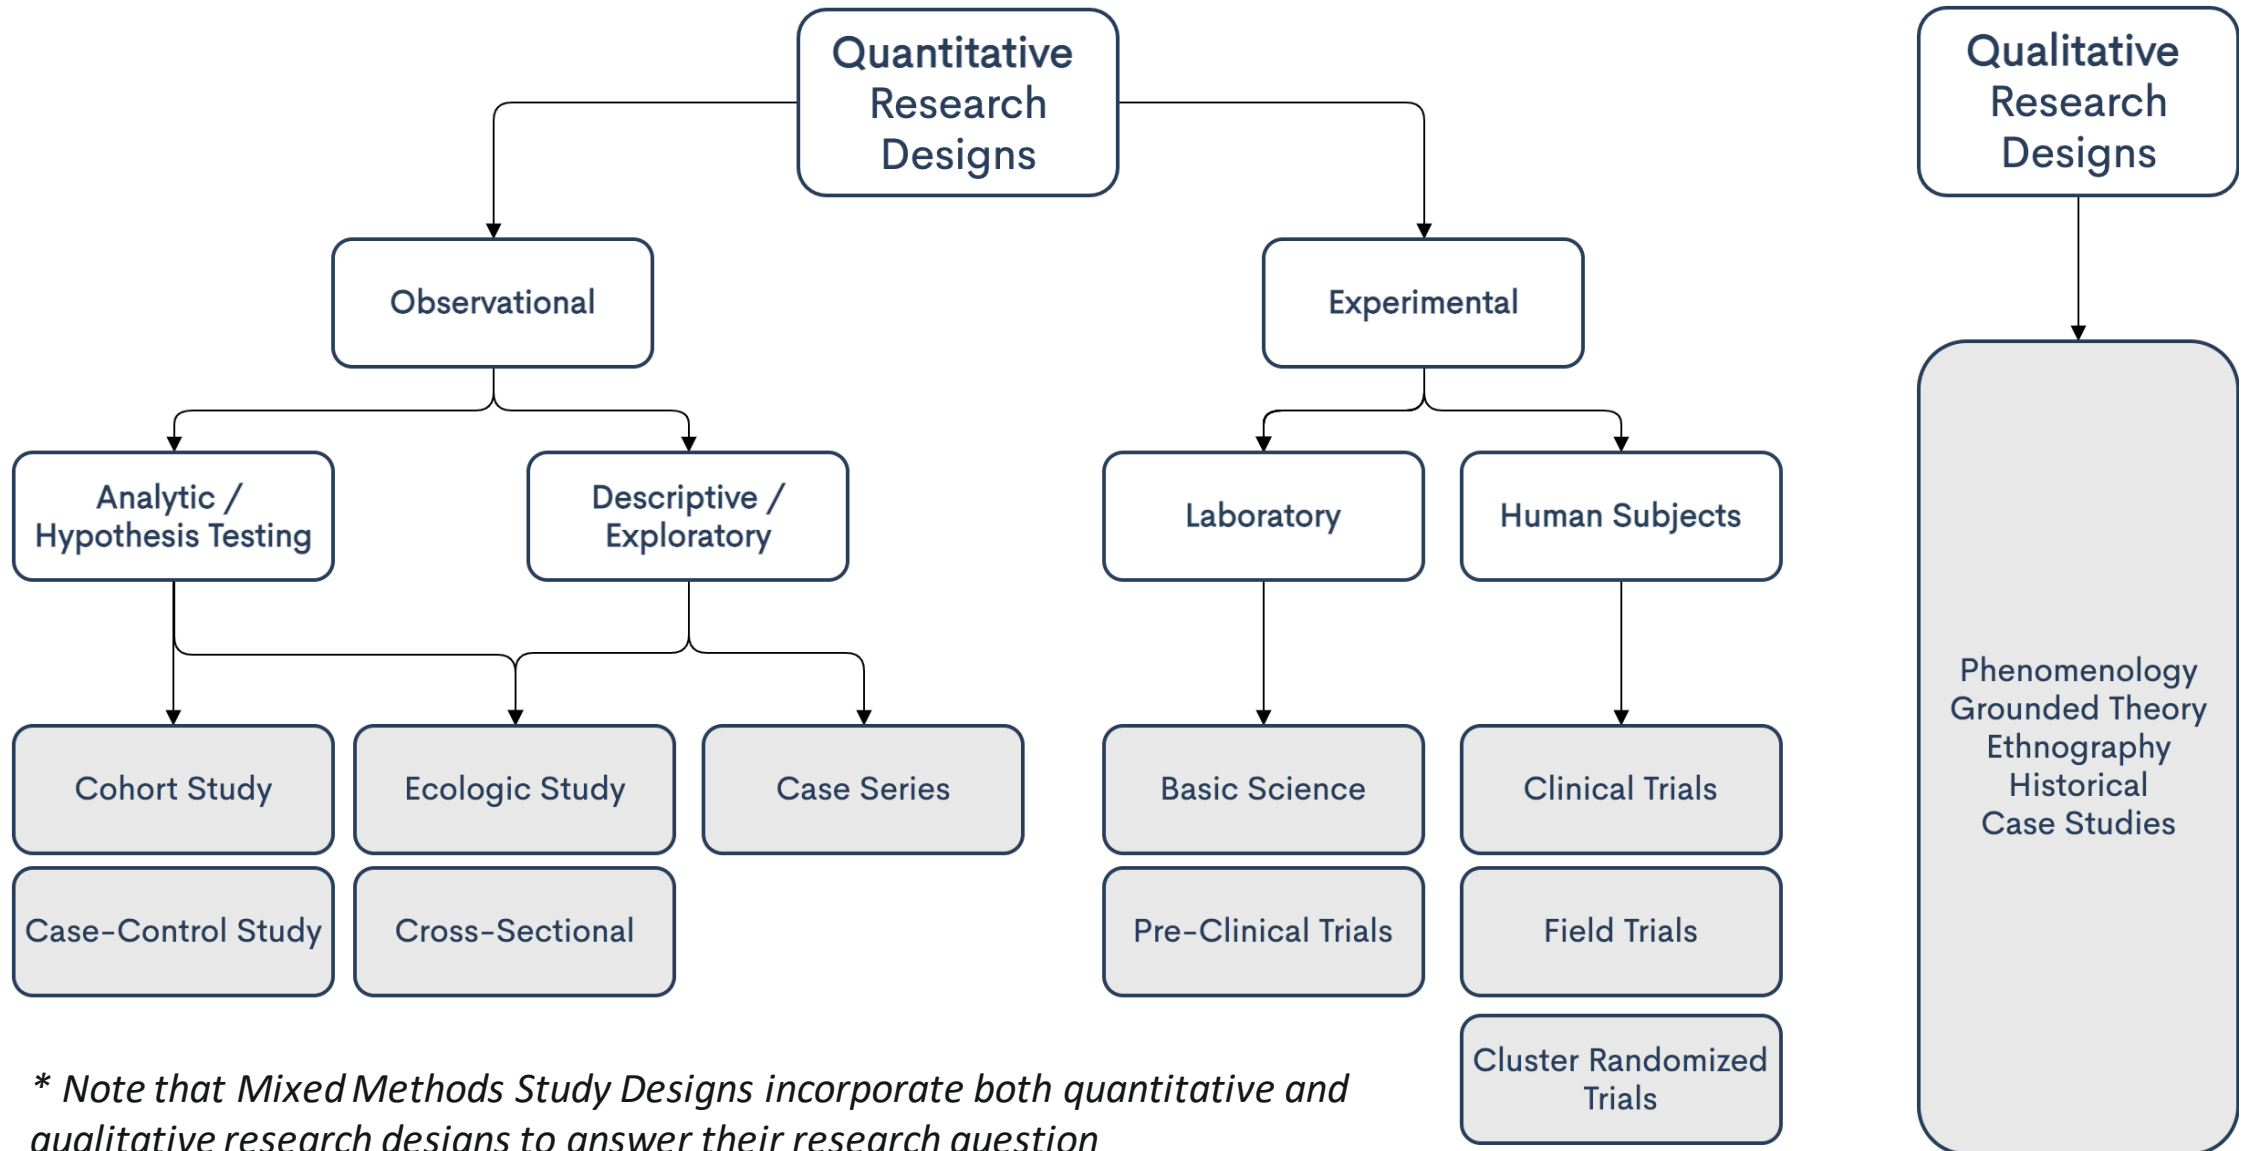 Quantitative
Research
Designs
Qualitative
Research
Designs
Observational
Experimental
Analytic /
Hypothesis Testing
Descriptive /
Exploratory
Laboratory
Human Subjects
Cohort Study
Ecologic Study
Case Series
Basic Science
Clinical Trials
Case-Control Study
Cross-Sectional
Pre-Clinical Trials
Field Trials
Cluster Randomized
Trials
Phenomenology
Grounded Theory
Ethnography
Historical
Case Studies
* Note that Mixed Methods Study Designs incorporate both quantitative and
qualitative research designs to answer their research question